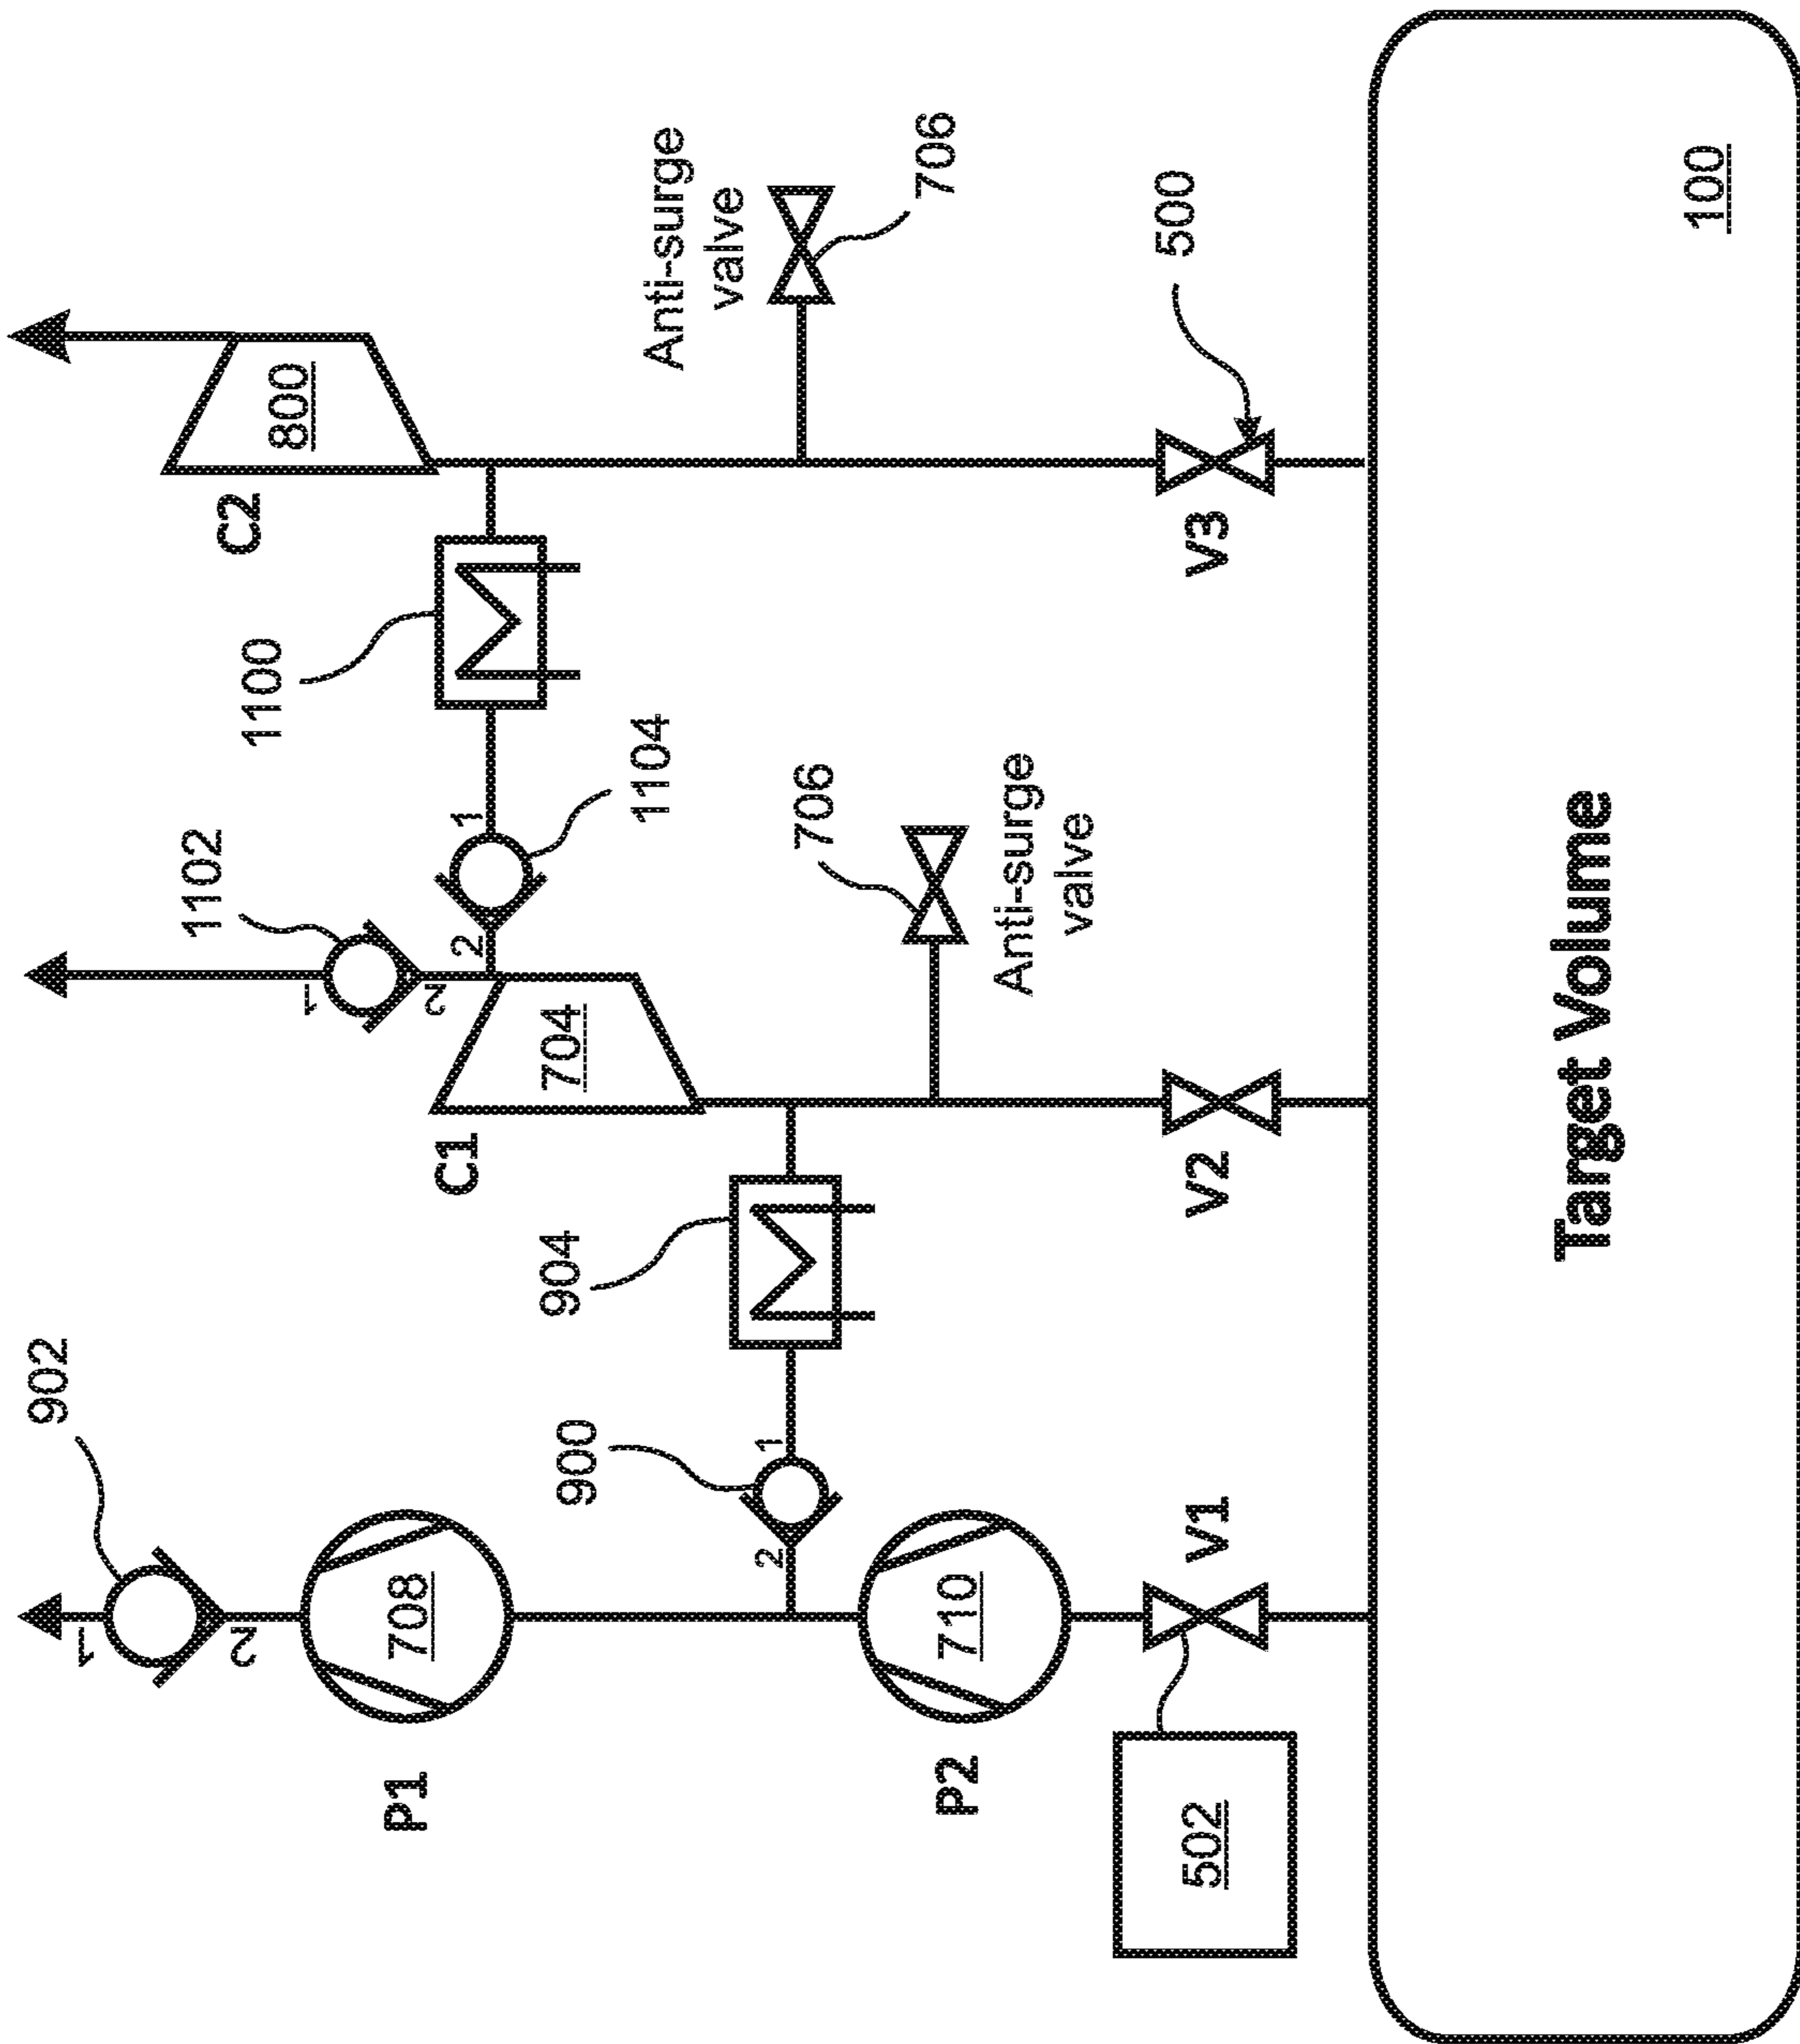 902
1
2
1102
1
2
C2
800
1100
P1
708
C1
704
2
1
1104
904
900
2
1
Anti-surge
valve
706
706
Anti-surge
valve
P2
710
500
502
V1
V2
V3
Target Volume
100